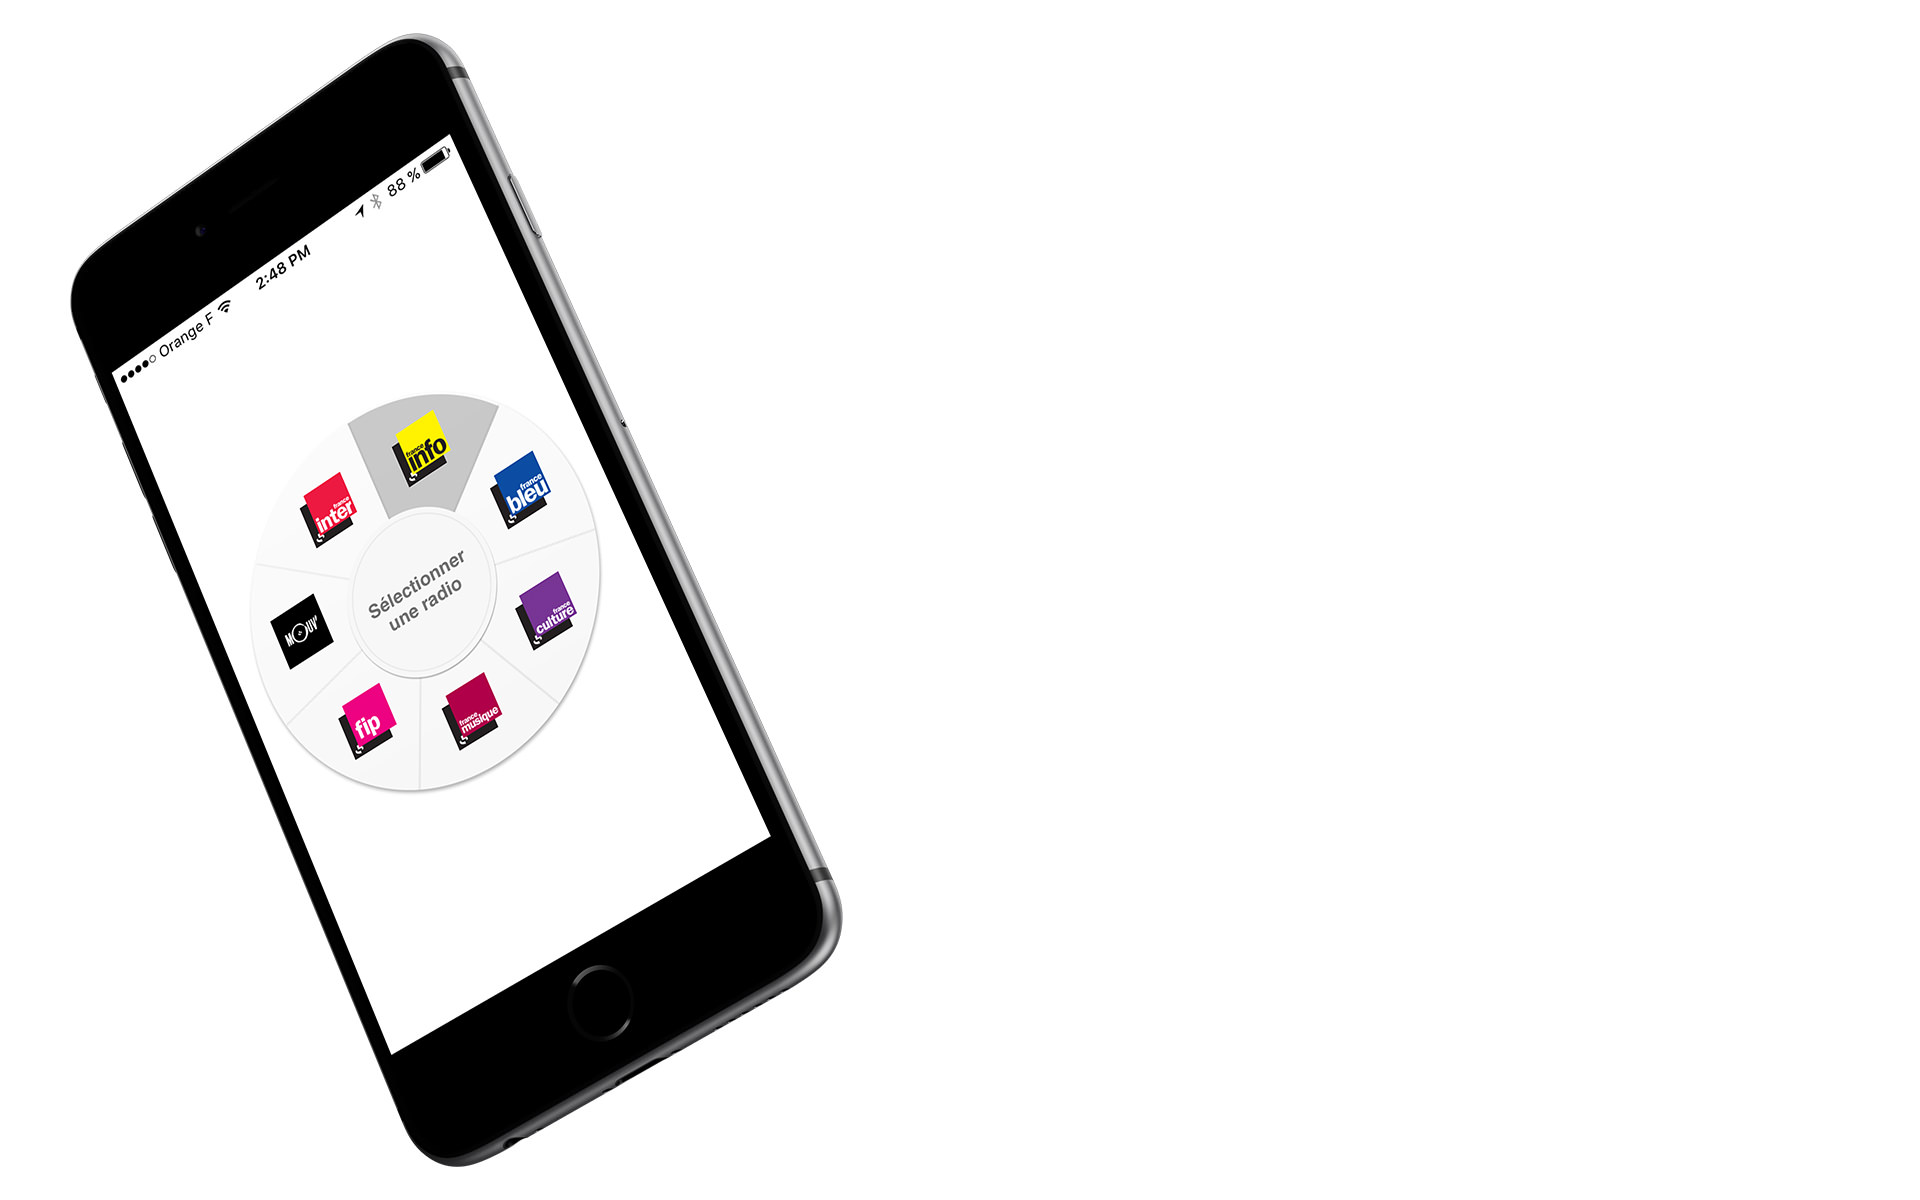 Orange F 2:48 PM 88 %
france
info
france
inter
france
bleu
Sélectionner
une radio
france
culture
MOUV'
fip
france
musique